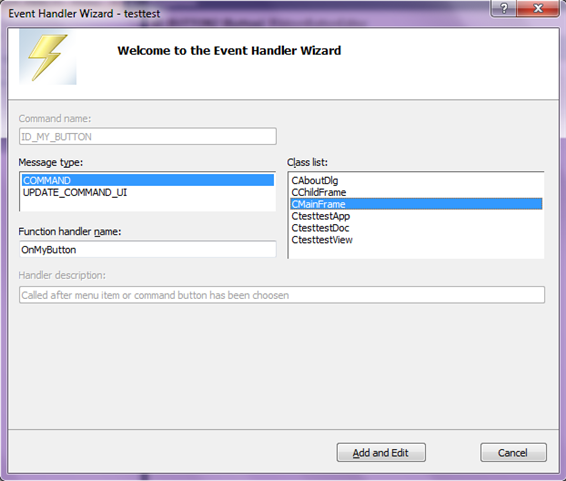 Event Handler Wizard - testtest
Welcome to the Event Handler Wizard
Command name:
ID_MY_BUTTON
Message type:
COMMAND
UPDATE_COMMAND_UI
Class list:
CAboutDlg
CChildFrame
CMainFrame
CtesttestApp
CtesttestDoc
CtesttestView
Function handler name:
OnMyButton
Handler description:
Called after menu item or command button has been choosen
Add and Edit
Cancel